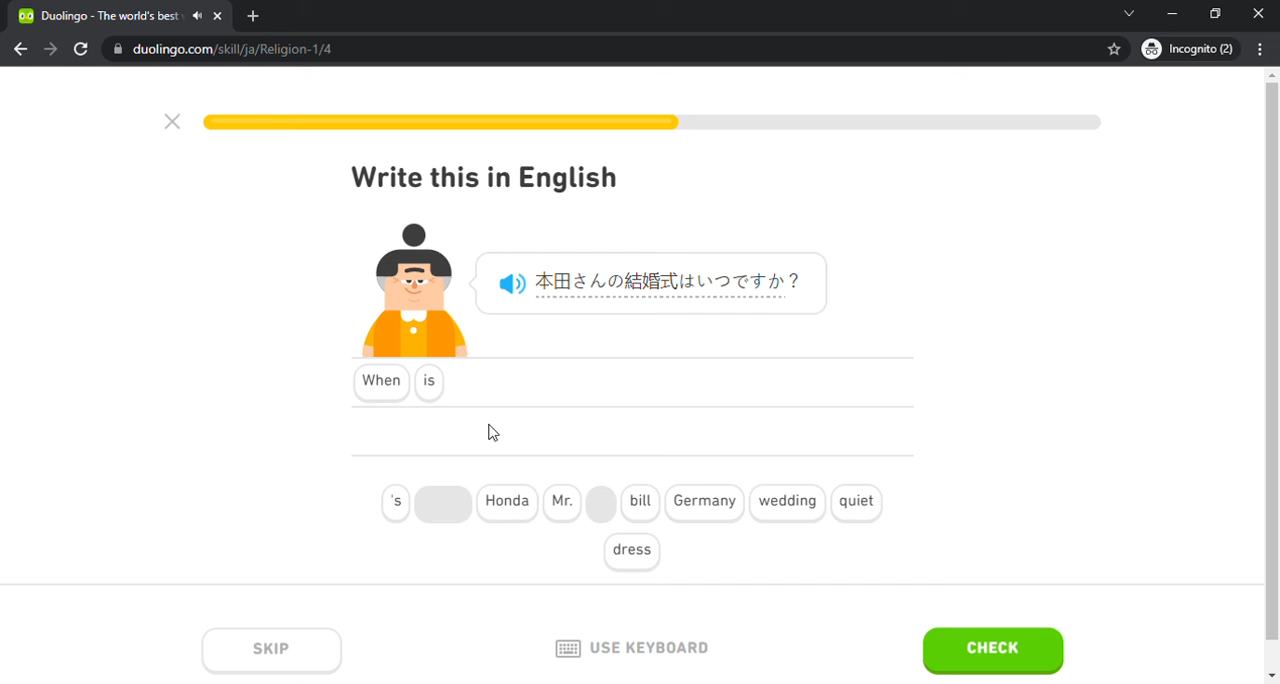 Duolingo - The world's best
duolingo.com/skill/ja/Religion-1/4
Incognito (2)
Write this in English
本田さんの結婚式はいつですか？
When is
's Honda Mr. bill Germany wedding quiet
dress
SKIP USE KEYBOARD CHECK